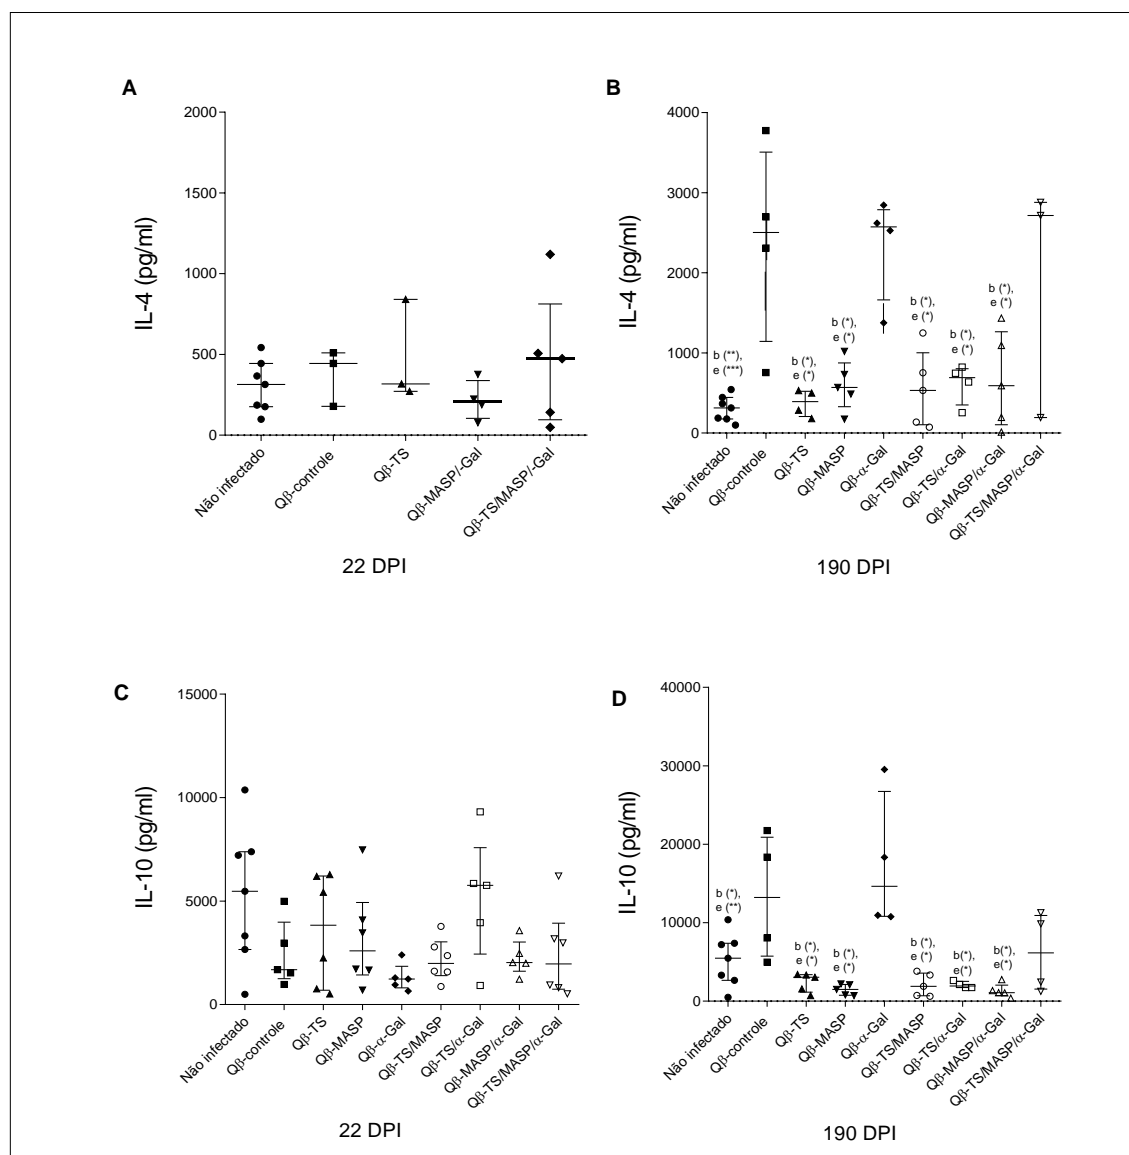 A
2000
1500
1000
500
0
IL-4 (pg/ml)
Não infectado
Qβ-controle
Qβ-TS
Qβ-MASP/-Gal
Qβ-TS/MASP/-Gal
22 DPI
B
4000
3000
2000
1000
0
IL-4 (pg/ml)
b (**),
e (***)
b (*),
e (*)
b (*),
e (*)
b (*),
e (*)
b (*),
e (*)
b (*),
e (*)
Não infectado
Qβ-controle
Qβ-TS
Qβ-MASP
Qβ-α-Gal
Qβ-TS/MASP
Qβ-TS/α-Gal
Qβ-MASP/α-Gal
Qβ-TS/MASP/α-Gal
190 DPI
C
15000
10000
5000
0
IL-10 (pg/ml)
Não infectado
Qβ-controle
Qβ-TS
Qβ-MASP
Qβ-α-Gal
Qβ-TS/MASP
Qβ-TS/α-Gal
Qβ-MASP/α-Gal
Qβ-TS/MASP/α-Gal
22 DPI
D
40000
30000
20000
10000
0
IL-10 (pg/ml)
b (*),
e (**)
b (*),
e (*)
b (*),
e (*)
b (*),
e (*)
b(*),
e(*)
b(*),
e(*)
Não infectado
Qβ-controle
Qβ-TS
Qβ-MASP
Qβ-α-Gal
Qβ-TS/MASP
Qβ-TS/α-Gal
Qβ-MASP/α-Gal
Qβ-TS/MASP/α-Gal
190 DPI